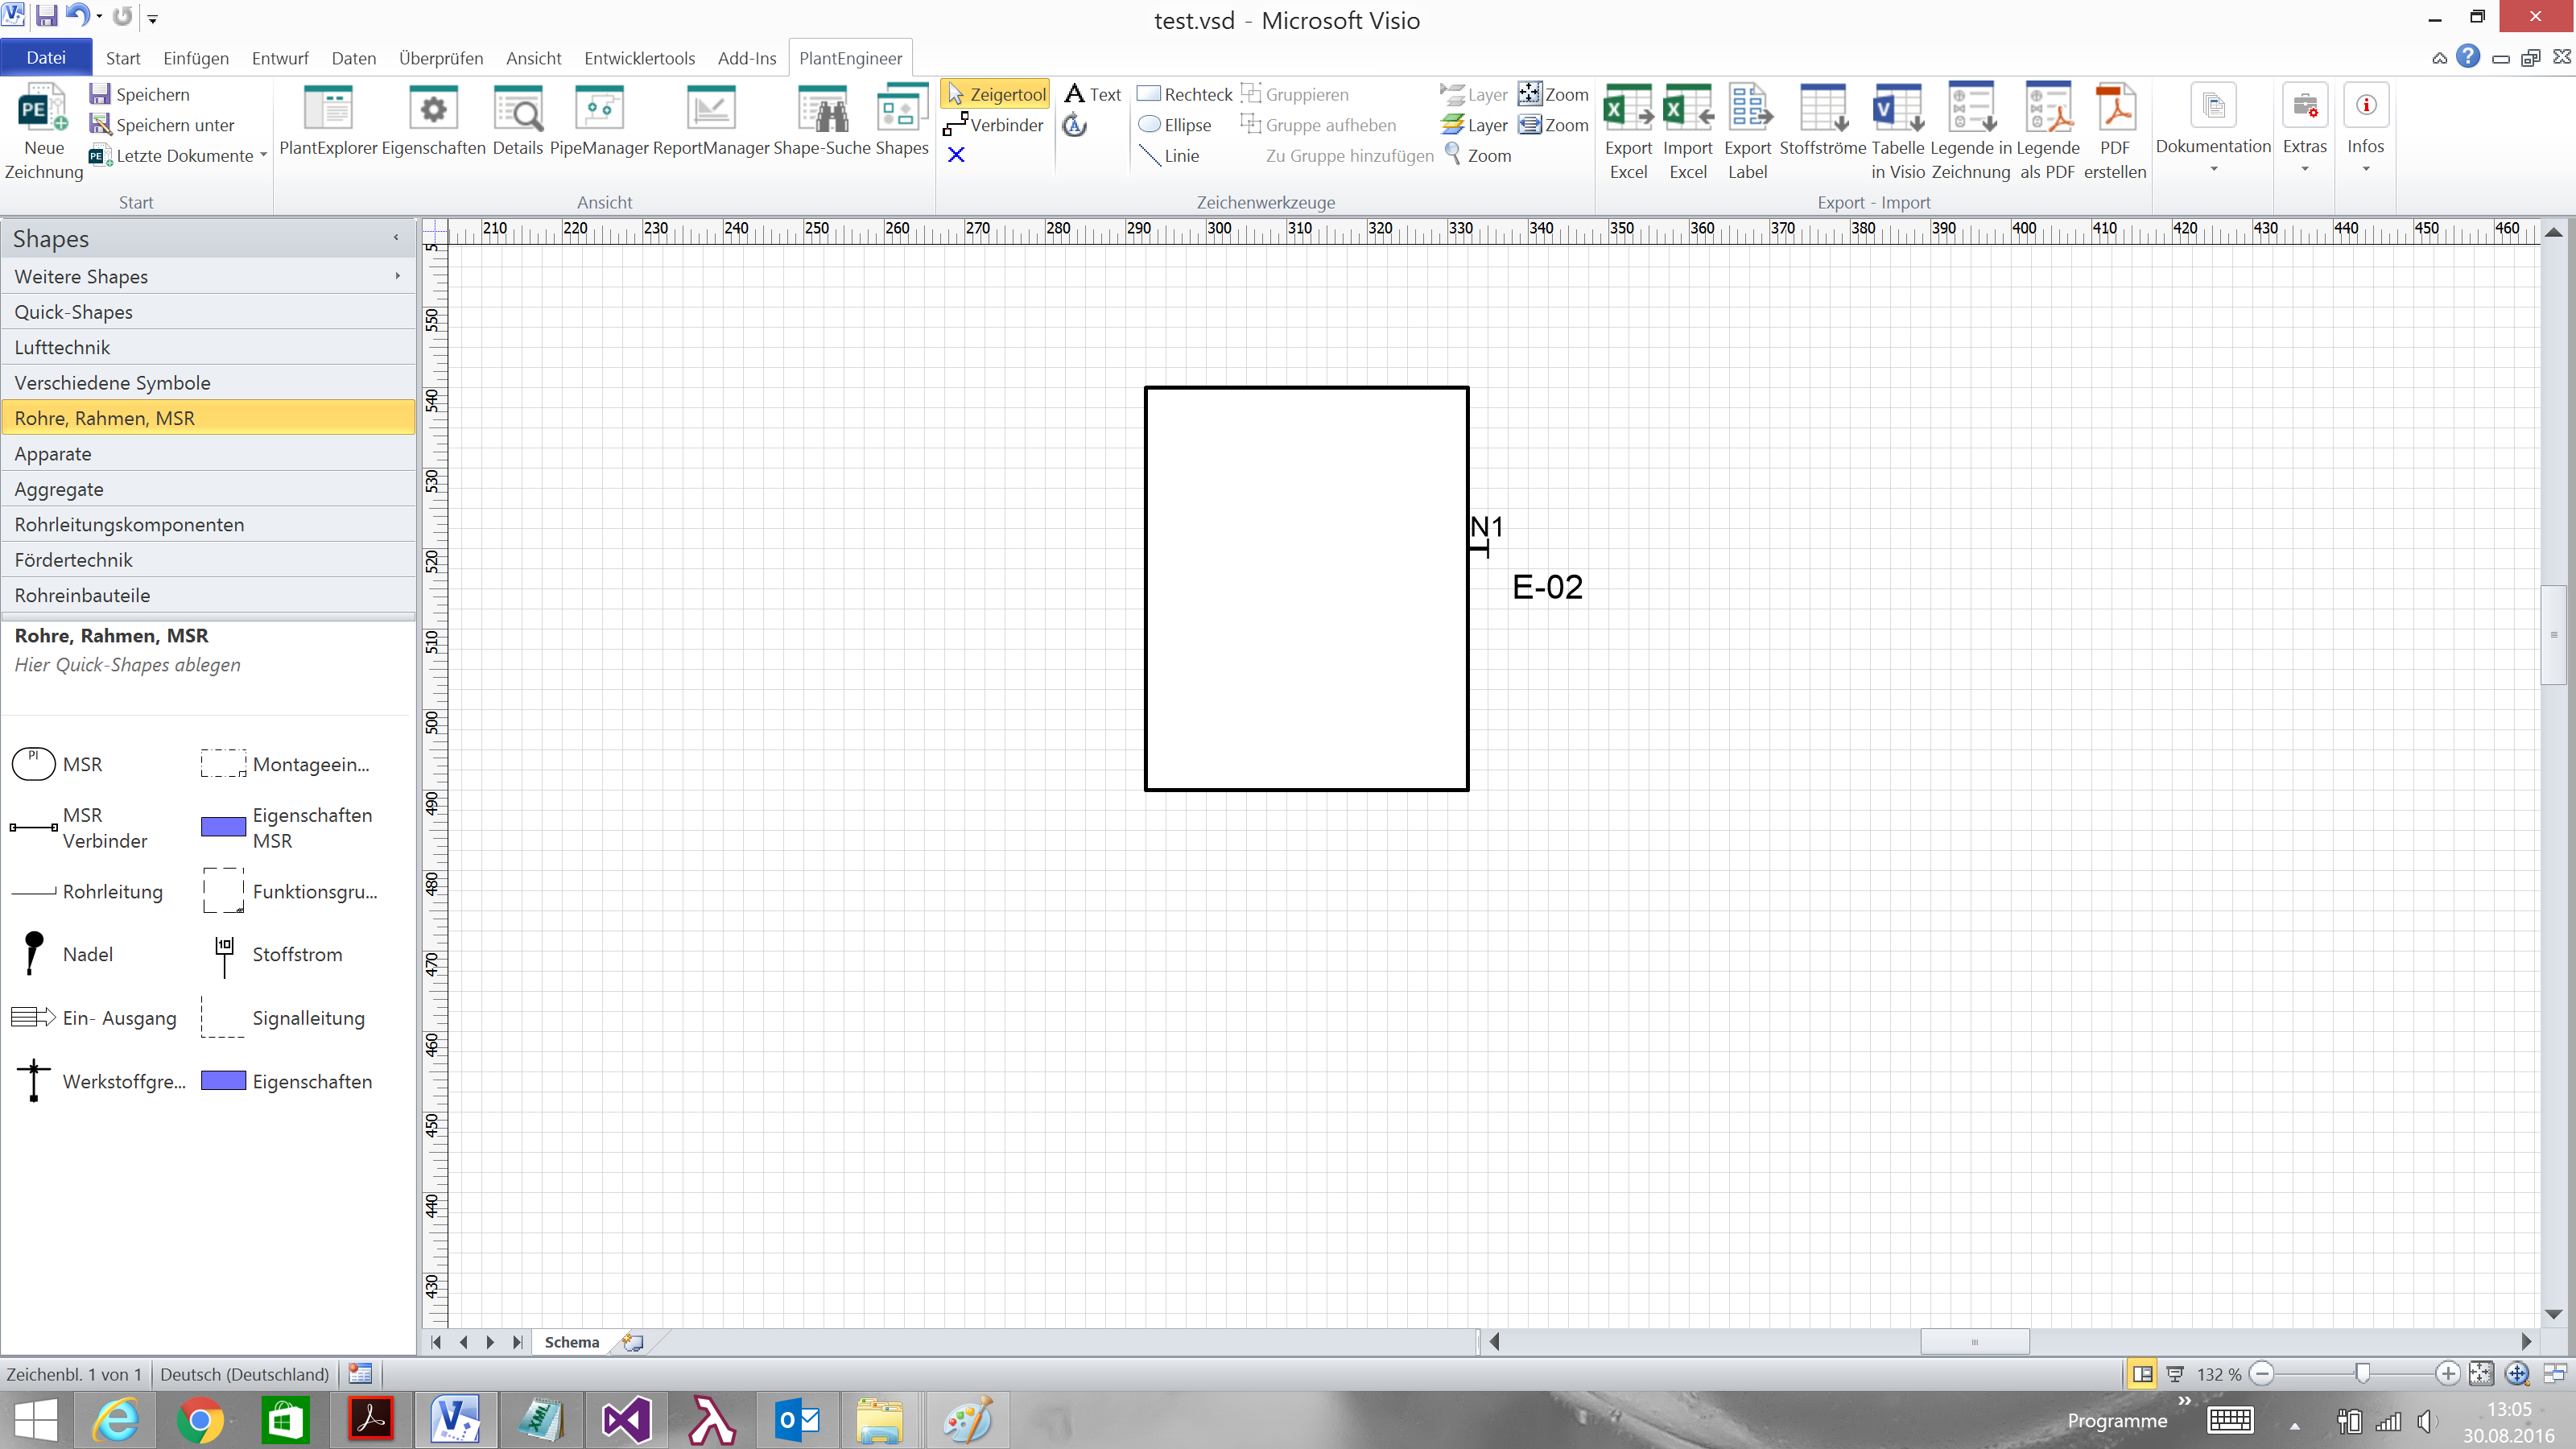 test.vsd - Microsoft Visio
Datei Start Einfügen Entwurf Daten Überprüfen Ansicht Entwicklertools Add-Ins PlantEngineer
PE
Neue Zeichnung
Speichern
Speichern unter
PE Letzte Dokumente
Start
PlantExplorer Eigenschaften Details PipeManager ReportManager Shape-Suche Shapes
Ansicht
Zeigertool
Verbinder
A Text
Rechteck
Ellipse
Linie
Gruppieren
Gruppe aufheben
Zu Gruppe hinzufügen
Layer
Layer
Zoom
Zoom
Zoom
Zeichenwerkzeuge
Export Excel
Import Excel
Export Label
Stoffströme
Tabelle in Visio
Legende in Zeichnung
Legende als PDF
PDF erstellen
Export - Import
Dokumentation
Extras
Infos
Shapes
Weitere Shapes
Quick-Shapes
Lufttechnik
Verschiedene Symbole
Rohre, Rahmen, MSR
Apparate
Aggregate
Rohrleitungskomponenten
Fördertechnik
Rohreinbauteile
Rohre, Rahmen, MSR
Hier Quick-Shapes ablegen
PI
MSR
Montageein...
MSR
Verbinder
Eigenschaften
MSR
Rohrleitung
Funktionsgru...
Nadel
10
Stoffstrom
Ein- Ausgang
Signalleitung
Werkstoffgre...
Eigenschaften
210 220 230 240 250 260 270 280 290 300 310 320 330 340 350 360 370 380 390 400 410 420 430 440 450 460
550
540
530
520
510
500
490
480
470
460
450
440
430
N1
E-02
Schema
Zeichenbl. 1 von 1 Deutsch (Deutschland)
132 %
XML
Programme
13:05
30.08.2016